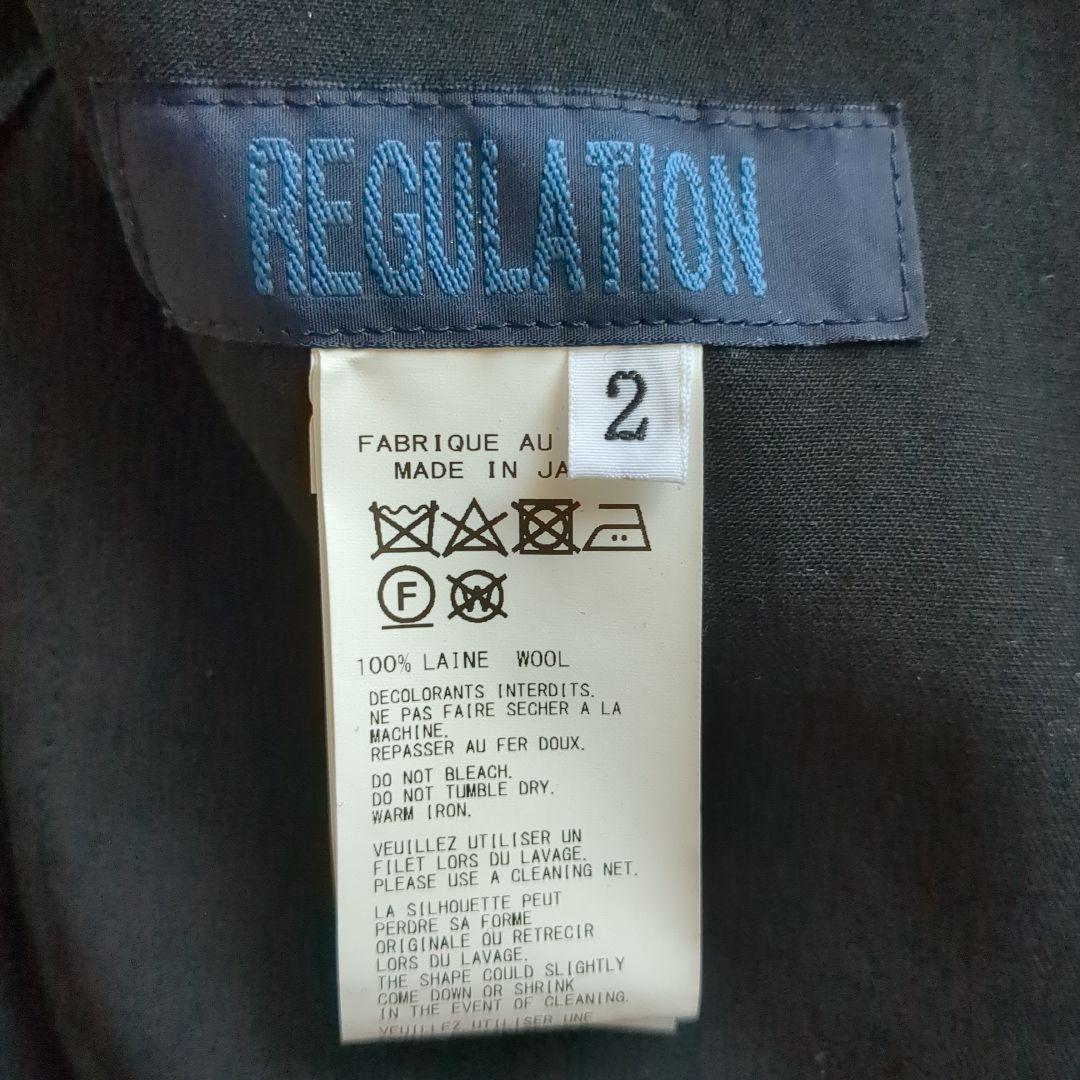 REGULATION
2
FABRIQUE AU
MADE IN JA
F
W
100% LAINE WOOL
DECOLORANTS INTERDITS.
NE PAS FAIRE SECHER A LA
MACHINE.
REPASSER AU FER DOUX.
DO NOT BLEACH.
DO NOT TUMBLE DRY.
WARM IRON.
VEUILLEZ UTILISER UN
FILET LORS DU LAVAGE.
PLEASE USE A CLEANING NET.
LA SILHOUETTE PEUT
PERDRE SA FORME
ORIGINALE OU RETRECIR
LORS DU LAVAGE.
THE SHAPE COULD SLIGHTLY
COME DOWN OR SHRINK
IN THE EVENT OF CLEANING.
VEUILLEZ UTILISER UNE